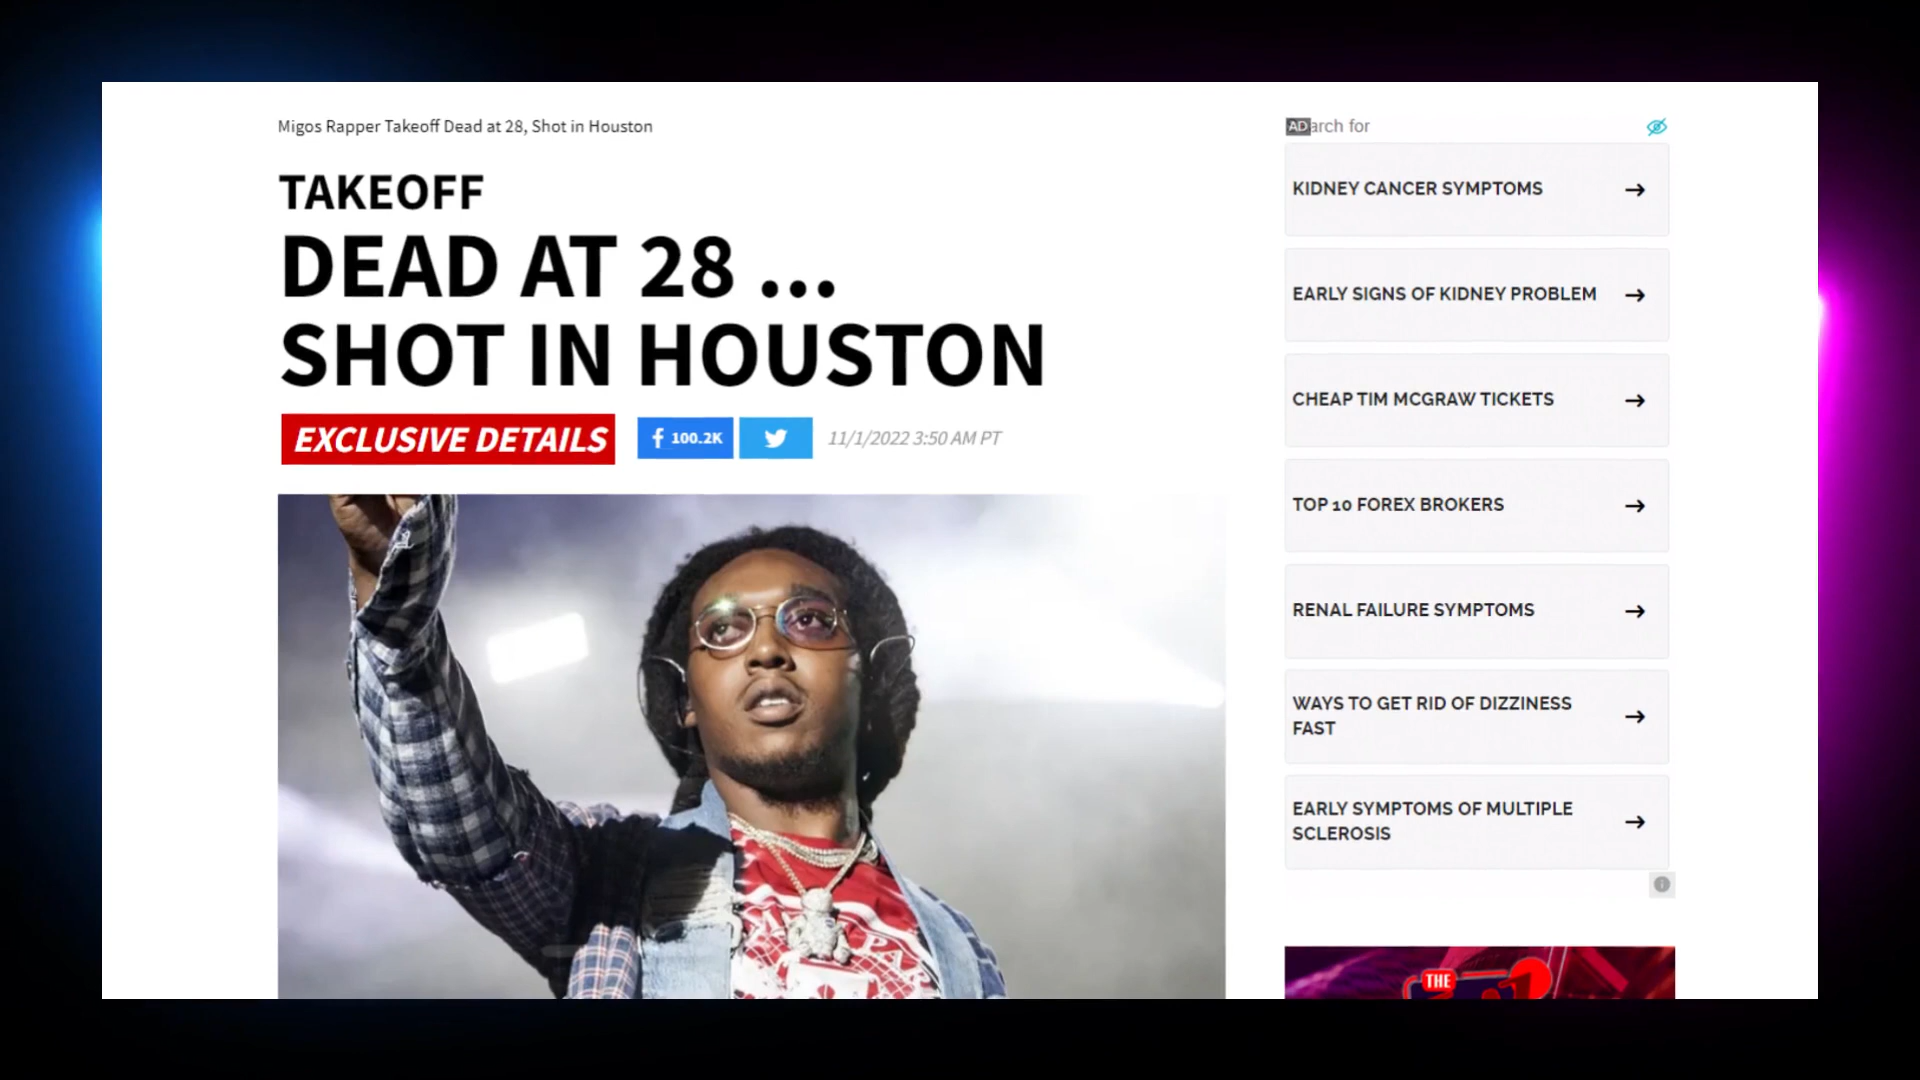 Migos Rapper Takeoff Dead at 28, Shot in Houston
TAKEOFF
DEAD AT 28 ...
SHOT IN HOUSTON
EXCLUSIVE DETAILS
100.2K
11/1/2022 3:50 AM PT
AD
arch for
KIDNEY CANCER SYMPTOMS
EARLY SIGNS OF KIDNEY PROBLEM
CHEAP TIM MCGRAW TICKETS
TOP 10 FOREX BROKERS
RENAL FAILURE SYMPTOMS
WAYS TO GET RID OF DIZZINESS
FAST
EARLY SYMPTOMS OF MULTIPLE
SCLEROSIS
THE